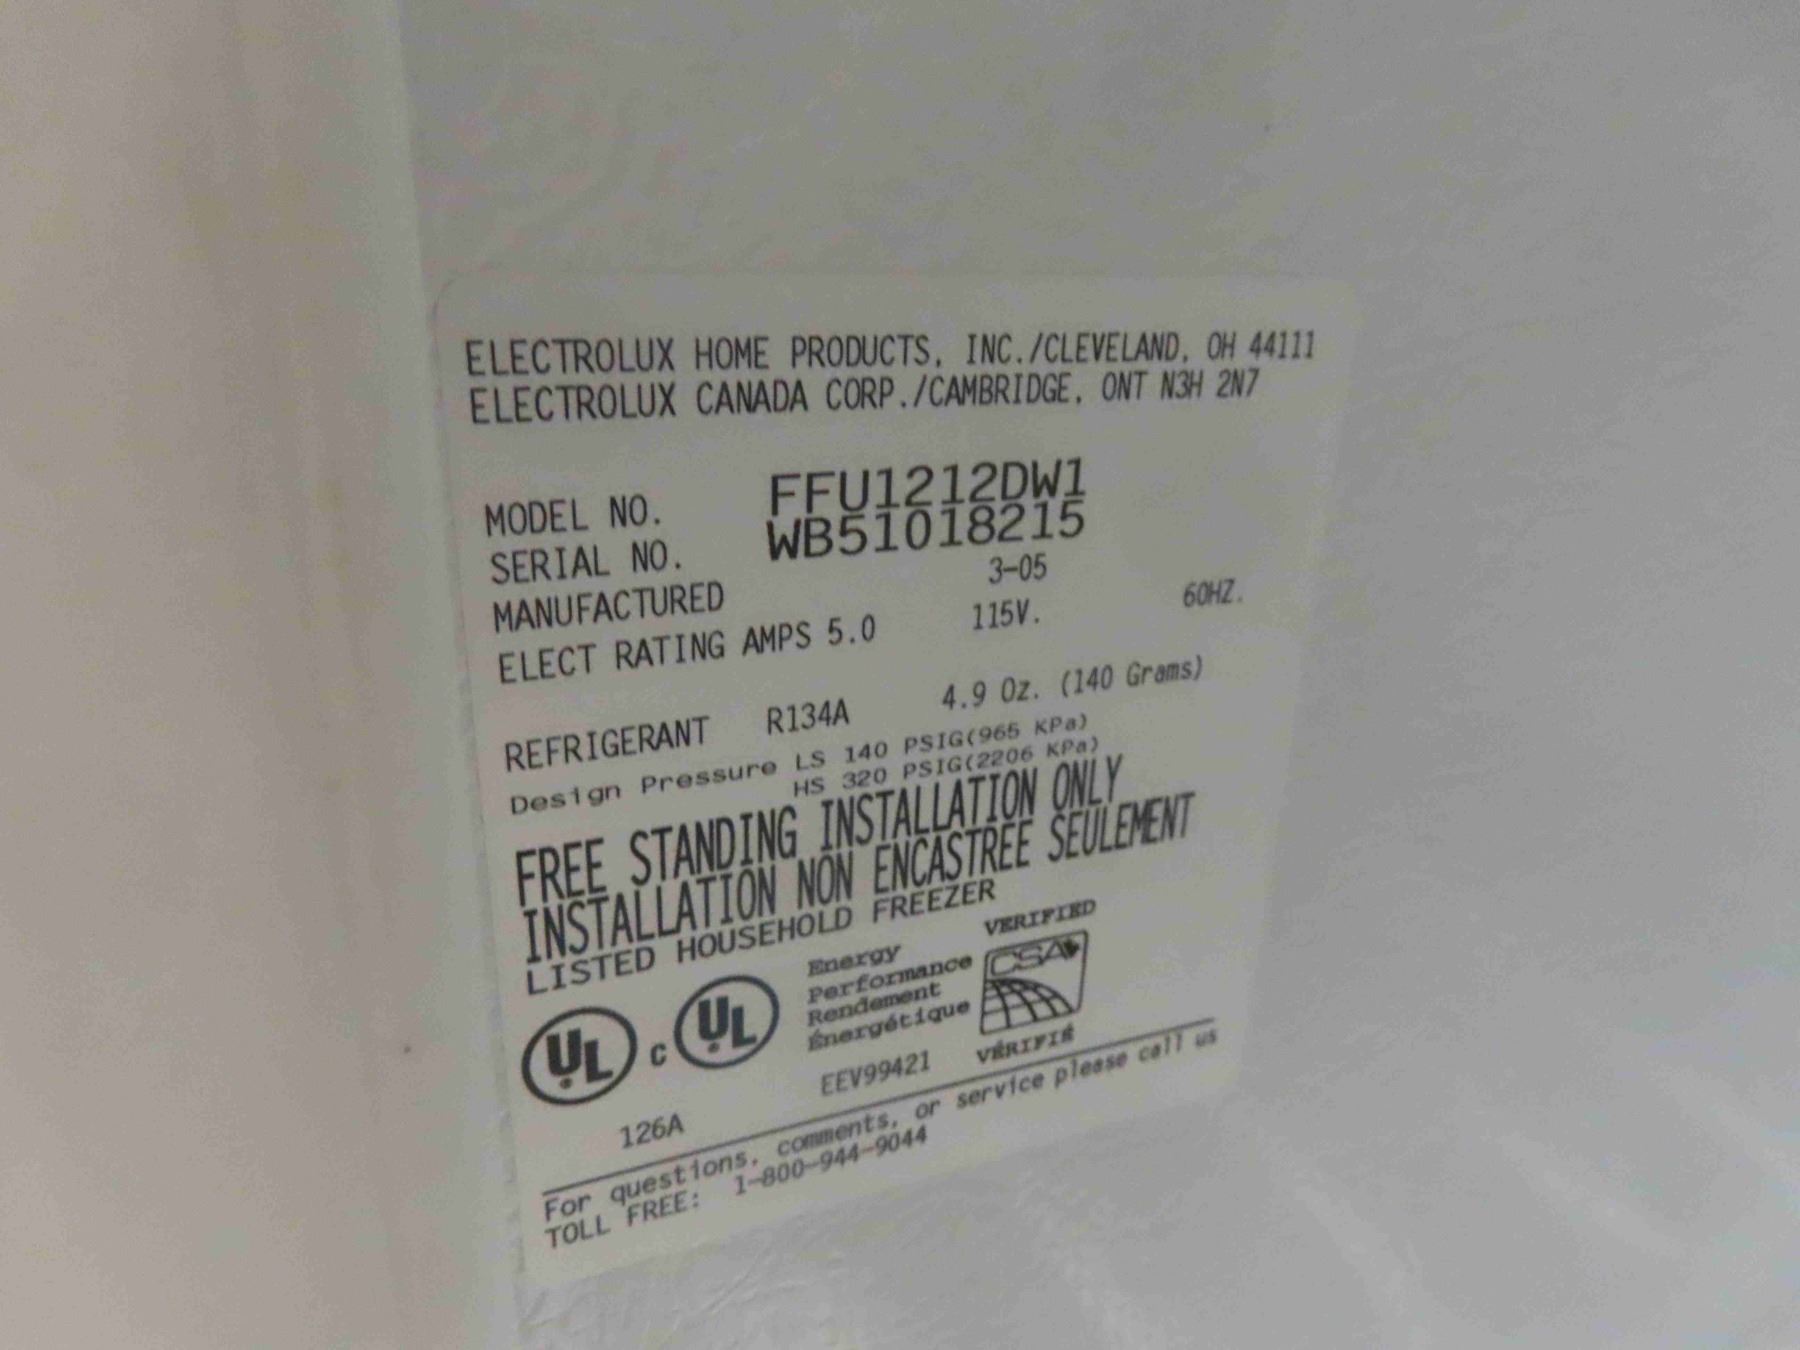 ELECTROLUX HOME PRODUCTS, INC./CLEVELAND, OH 44111
ELECTROLUX CANADA CORP./CAMBRIDGE, ONT N3H 2N7
MODEL NO. FFU1212DW1
SERIAL NO. WB51018215
MANUFACTURED 3-05
ELECT RATING AMPS 5.0 115V. 60HZ.
REFRIGERANT R134A 4.9 Oz. (140 Grams)
Design Pressure LS 140 PSIG(965 KPa)
HS 320 PSIG(2206 KPa)
FREE STANDING INSTALLATION ONLY
INSTALLATION NON ENCASTREE SEULEMENT
LISTED HOUSEHOLD FREEZER
UL C UL
Energy
Performance
Rendement
Énergétique
VERIFIED
CSA
VÉRIFIÉ
126A
EEV99421
For questions, comments, or service please call us
TOLL FREE: 1-800-944-9044